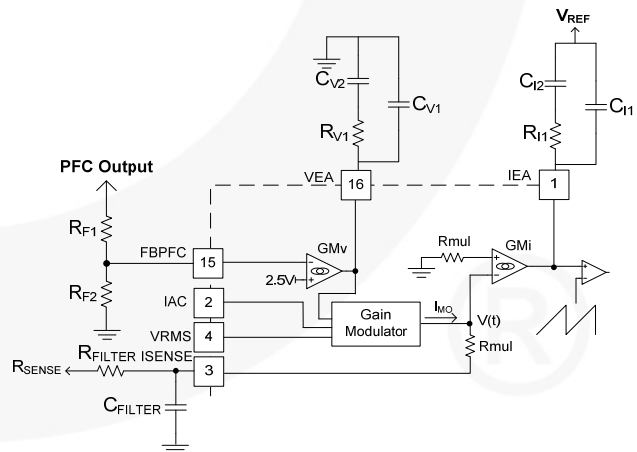 VREF
CV2
CV1
CI2
CI1
RV1
RI1
PFC Output
VEA
IEA
16
1
RF1
FBPFC
15
GMv
Rmul
GMi
2.5V
RF2
IAC
2
Gain
Modulator
IMO
V(t)
VRMS
4
Rmul
RFILTER
ISENSE
RSENSE
3
CFILTER
R